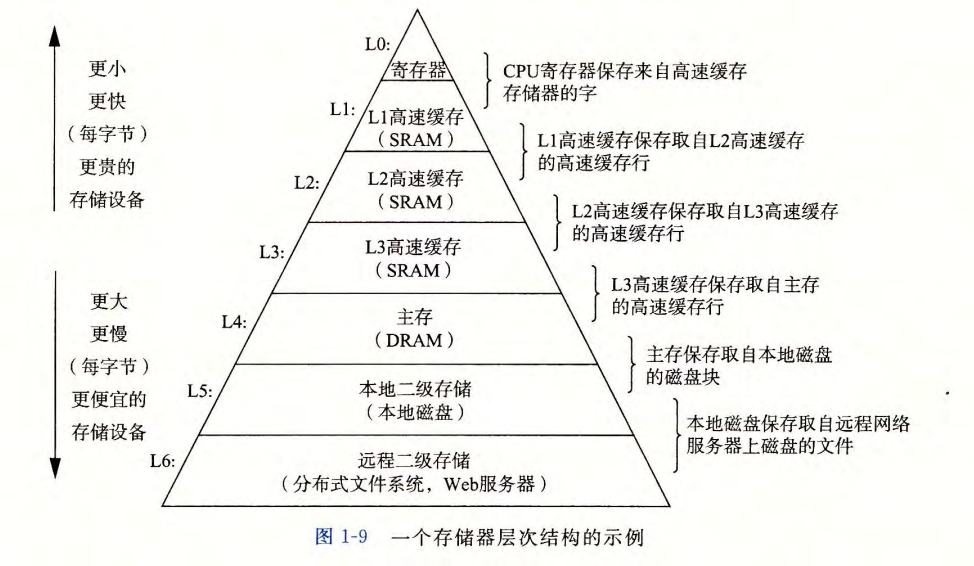 更小
更快
（每字节）
更贵的
存储设备
更大
更慢
（每字节）
更便宜的
存储设备
L0:
寄存器
CPU寄存器保存来自高速缓存
存储器的字
L1:
L1高速缓存
（SRAM）
L1高速缓存保存取自L2高速缓存
的高速缓存行
L2:
L2高速缓存
（SRAM）
L2高速缓存保存取自L3高速缓存
的高速缓存行
L3:
L3高速缓存
（SRAM）
L3高速缓存保存取自主存
的高速缓存行
L4:
主存
（DRAM）
主存保存取自本地磁盘
的磁盘块
L5:
本地二级存储
（本地磁盘）
本地磁盘保存取自远程网络
服务器上磁盘的文件
L6:
远程二级存储
（分布式文件系统，Web服务器）
图 1-9 一个存储器层次结构的示例